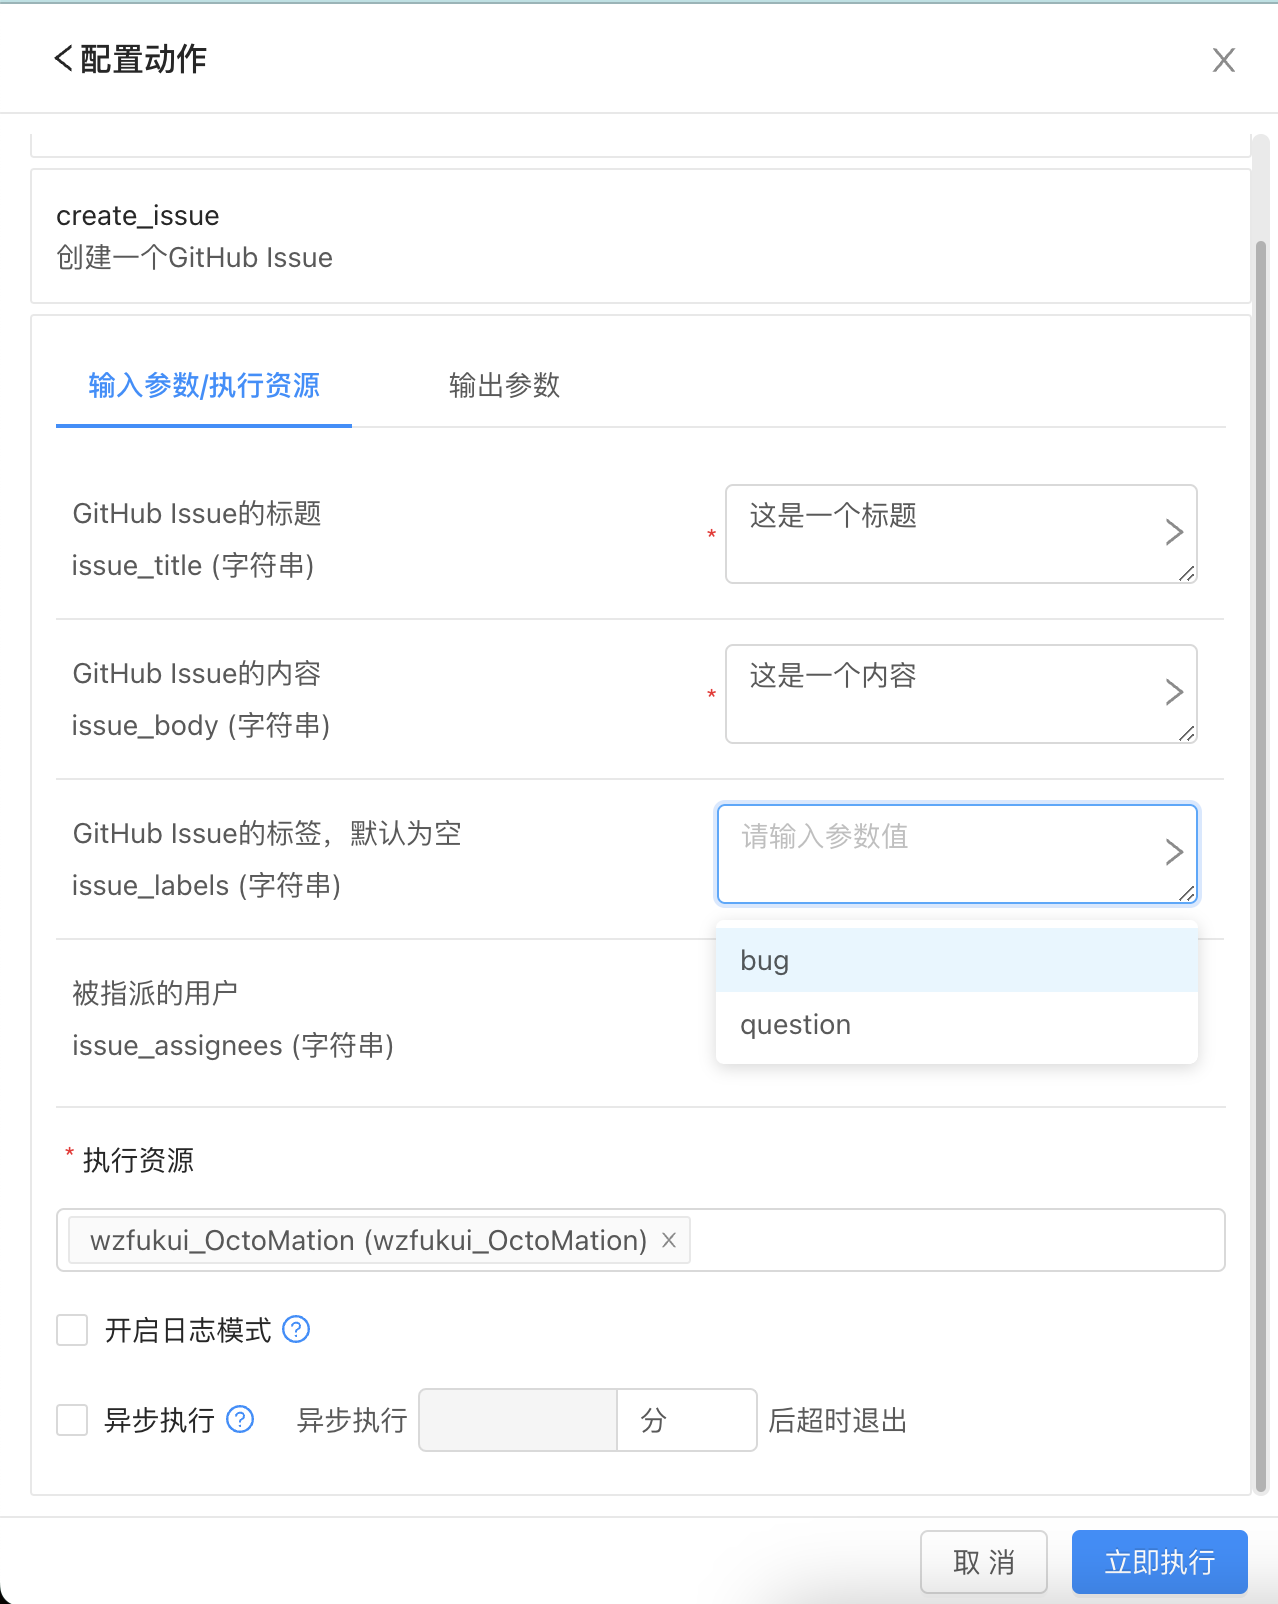 配置动作
create_issue
创建一个GitHub Issue
输入参数/执行资源
输出参数
GitHub Issue的标题
issue_title (字符串)
*
这是一个标题
GitHub Issue的内容
issue_body (字符串)
*
这是一个内容
GitHub Issue的标签，默认为空
issue_labels (字符串)
请输入参数值
bug
question
被指派的用户
issue_assignees (字符串)
* 执行资源
wzfukui_OctoMation (wzfukui_OctoMation)
开启日志模式
异步执行 异步执行 分 后超时退出
取 消
立即执行